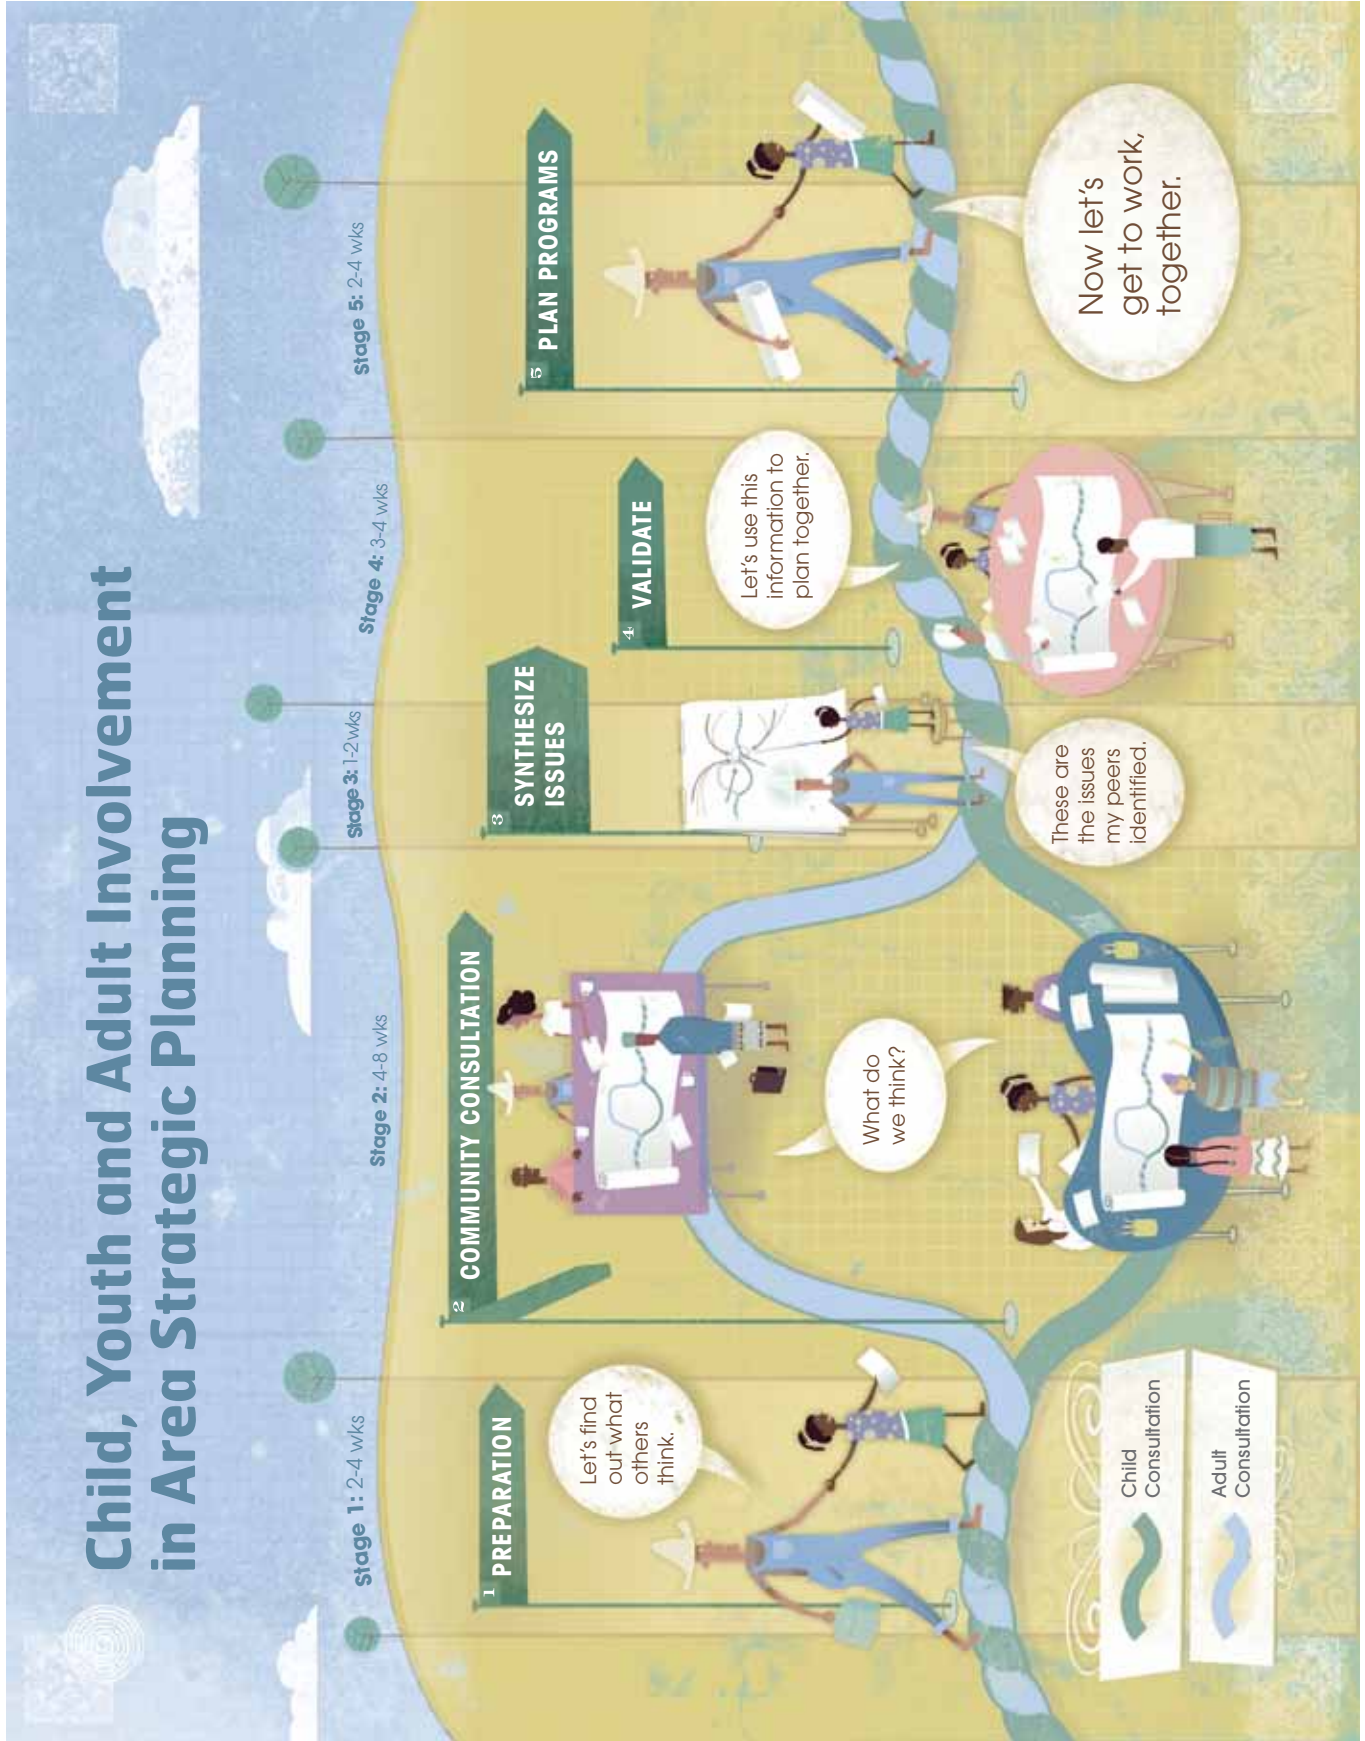 Child, Youth and Adult Involvement
in Area Strategic Planning
Stage 1: 2-4 wks
Stage 2: 4-8 wks
Stage 3: 1-2wks
Stage 4: 3-4 wks
Stage 5: 2-4 wks
1
PREPARATION
Let's find
out what
others
think.
2
COMMUNITY CONSULTATION
What do
we think?
3
SYNTHESIZE
ISSUES
These are
the issues
my peers
identified.
4
VALIDATE
Let's use this
information to
plan together.
5
PLAN PROGRAMS
Now let's
get to work,
together.
Child
Consultation
Adult
Consultation